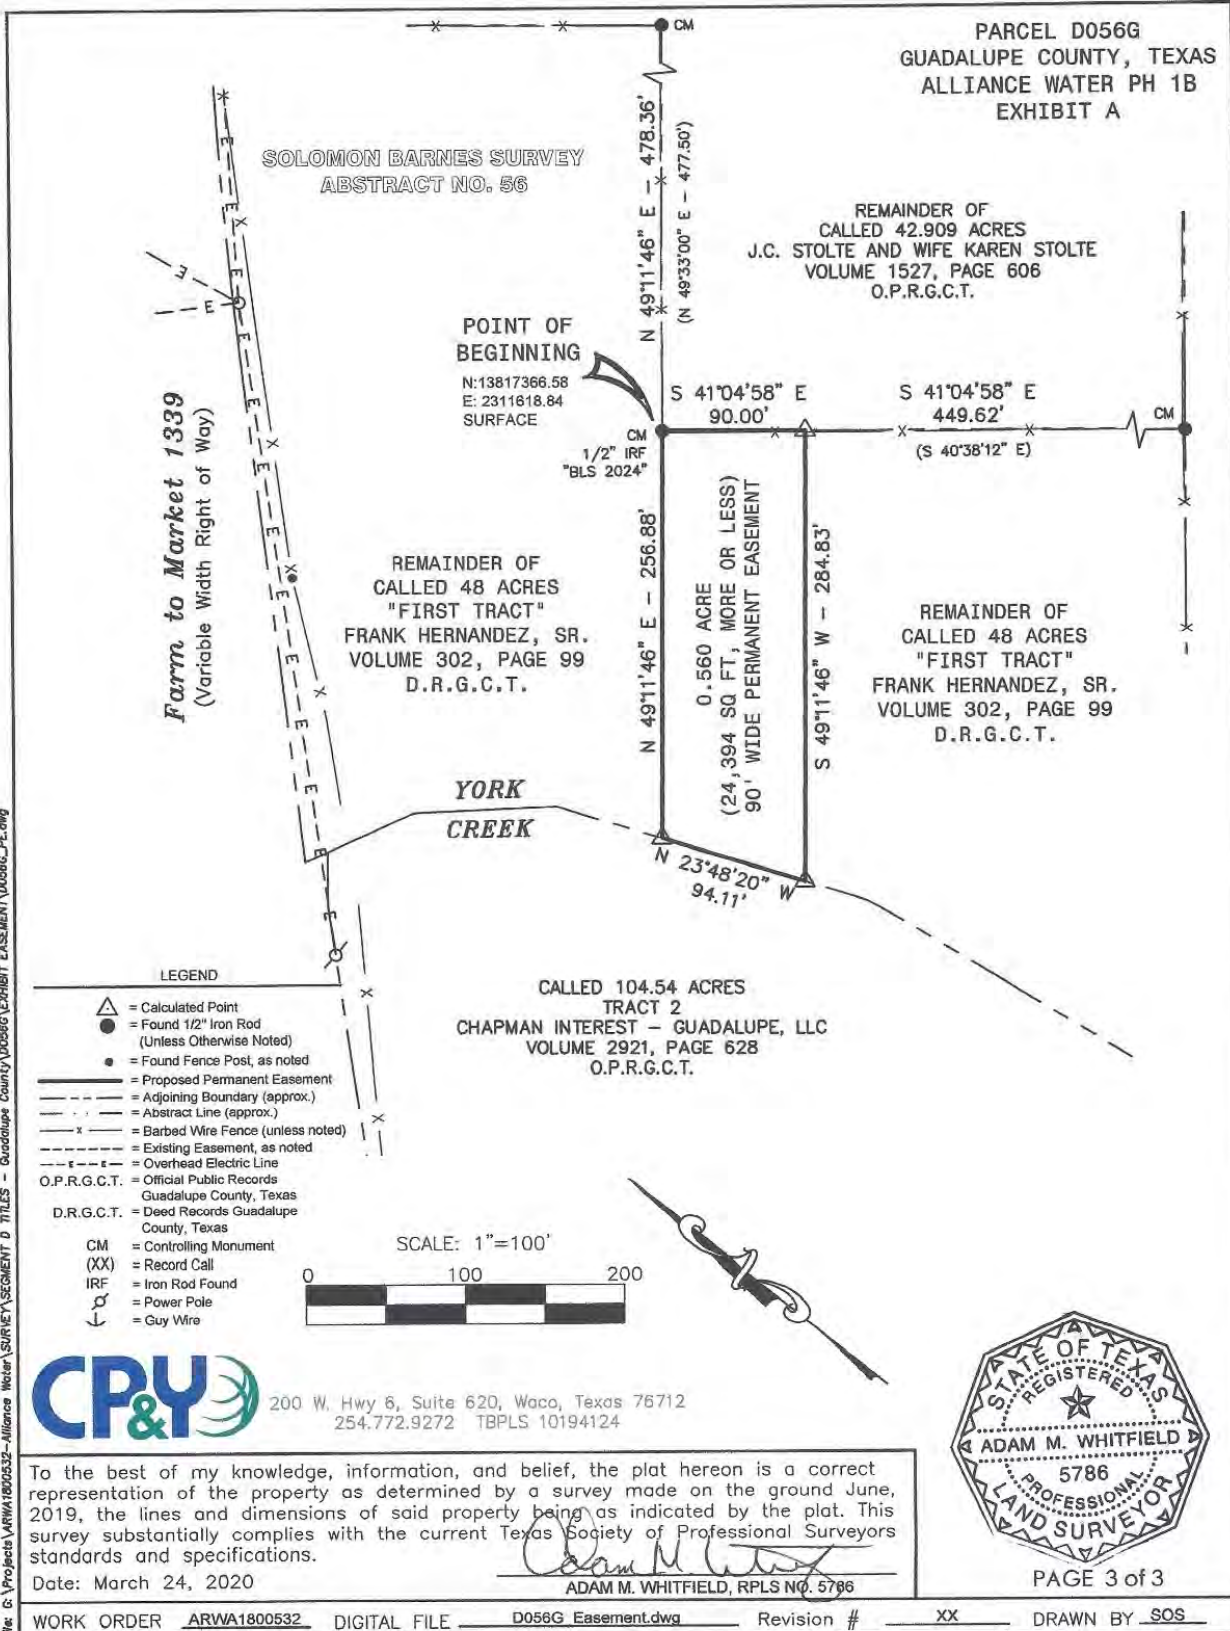 PARCEL D056G
GUADALUPE COUNTY, TEXAS
ALLIANCE WATER PH 1B
EXHIBIT A
CM
SOLOMON BARNES SURVEY
ABSTRACT NO. 56
N 49°11'46" E - 478.36'
(N 49°33'00" E - 477.50')
REMAINDER OF
CALLED 42.909 ACRES
J.C. STOLTE AND WIFE KAREN STOLTE
VOLUME 1527, PAGE 606
O.P.R.G.C.T.
POINT OF
BEGINNING
N:13817366.58
E: 2311618.84
SURFACE
CM
1/2" IRF
"BLS 2024"
S 41°04'58" E
90.00'
S 41°04'58" E
449.62'
(S 40°38'12" E)
CM
Farm to Market 1339
(Variable Width Right of Way)
REMAINDER OF
CALLED 48 ACRES
"FIRST TRACT"
FRANK HERNANDEZ, SR.
VOLUME 302, PAGE 99
D.R.G.C.T.
N 49°11'46" E - 256.88'
0.560 ACRE
(24,394 SQ FT, MORE OR LESS)
90' WIDE PERMANENT EASEMENT
S 49°11'46" W - 284.83'
REMAINDER OF
CALLED 48 ACRES
"FIRST TRACT"
FRANK HERNANDEZ, SR.
VOLUME 302, PAGE 99
D.R.G.C.T.
YORK
CREEK
N 23°48'20" W
94.11'
CALLED 104.54 ACRES
TRACT 2
CHAPMAN INTEREST - GUADALUPE, LLC
VOLUME 2921, PAGE 628
O.P.R.G.C.T.
LEGEND
= Calculated Point
= Found 1/2" Iron Rod
(Unless Otherwise Noted)
= Found Fence Post, as noted
= Proposed Permanent Easement
= Adjoining Boundary (approx.)
= Abstract Line (approx.)
= Barbed Wire Fence (unless noted)
= Existing Easement, as noted
= Overhead Electric Line
O.P.R.G.C.T. = Official Public Records
Guadalupe County, Texas
D.R.G.C.T. = Deed Records Guadalupe
County, Texas
CM = Controlling Monument
(XX) = Record Call
IRF = Iron Rod Found
= Power Pole
= Guy Wire
SCALE: 1"=100'
0 100 200
CP&Y
200 W. Hwy 6, Suite 620, Waco, Texas 76712
254.772.9272 TBPLS 10194124
STATE OF TEXAS
REGISTERED
ADAM M. WHITFIELD
5786
PROFESSIONAL
LAND SURVEYOR
To the best of my knowledge, information, and belief, the plat hereon is a correct
representation of the property as determined by a survey made on the ground June,
2019, the lines and dimensions of said property being as indicated by the plat. This
survey substantially complies with the current Texas Society of Professional Surveyors
standards and specifications.
Date: March 24, 2020
ADAM M. WHITFIELD, RPLS NO. 5786
PAGE 3 of 3
WORK ORDER ARWA1800532 DIGITAL FILE D056G_Easement.dwg Revision # XX DRAWN BY SOS
File: G:\Projects\ARWA1800532-Alliance Water\SURVEY\SEGMENT D TITLES - Guadalupe County\D056G\EXHIBIT EASEMENT\D056G_PE.dwg